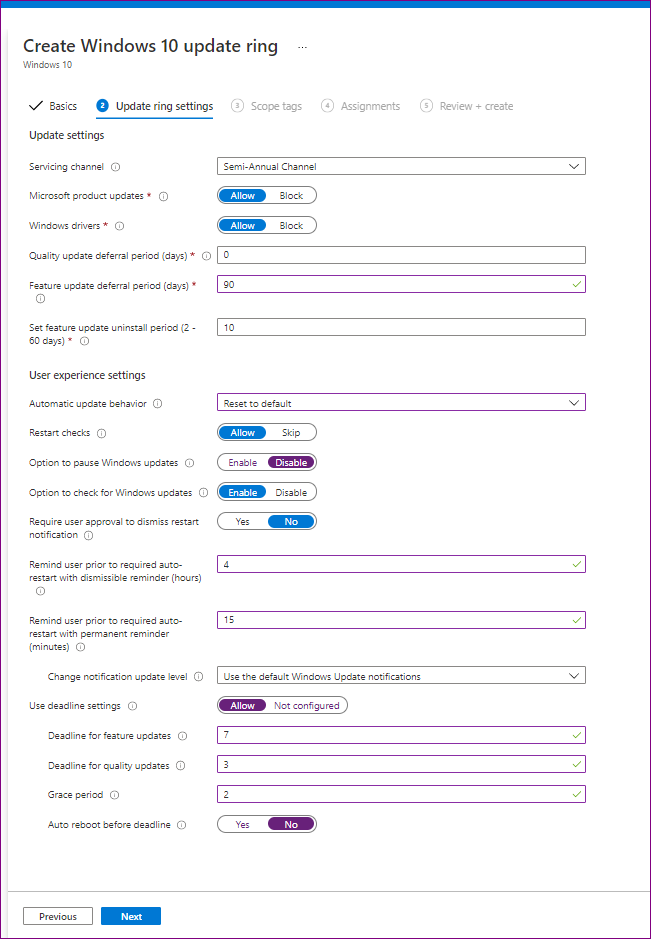 Create Windows 10 update ring ...
Windows 10
Basics 2 Update ring settings 3 Scope tags 4 Assignments 5 Review + create
Update settings
Servicing channel Semi-Annual Channel
Microsoft product updates * Allow Block
Windows drivers * Allow Block
Quality update deferral period (days) * 0
Feature update deferral period (days) * 90
Set feature update uninstall period (2 - 10
60 days) *
User experience settings
Automatic update behavior Reset to default
Restart checks Allow Skip
Option to pause Windows updates Enable Disable
Option to check for Windows updates Enable Disable
Require user approval to dismiss restart Yes No
notification
Remind user prior to required auto- 4
restart with dismissible reminder (hours)
Remind user prior to required auto- 15
restart with permanent reminder
(minutes)
Change notification update level Use the default Windows Update notifications
Use deadline settings Allow Not configured
Deadline for feature updates 7
Deadline for quality updates 3
Grace period 2
Auto reboot before deadline Yes No
Previous Next